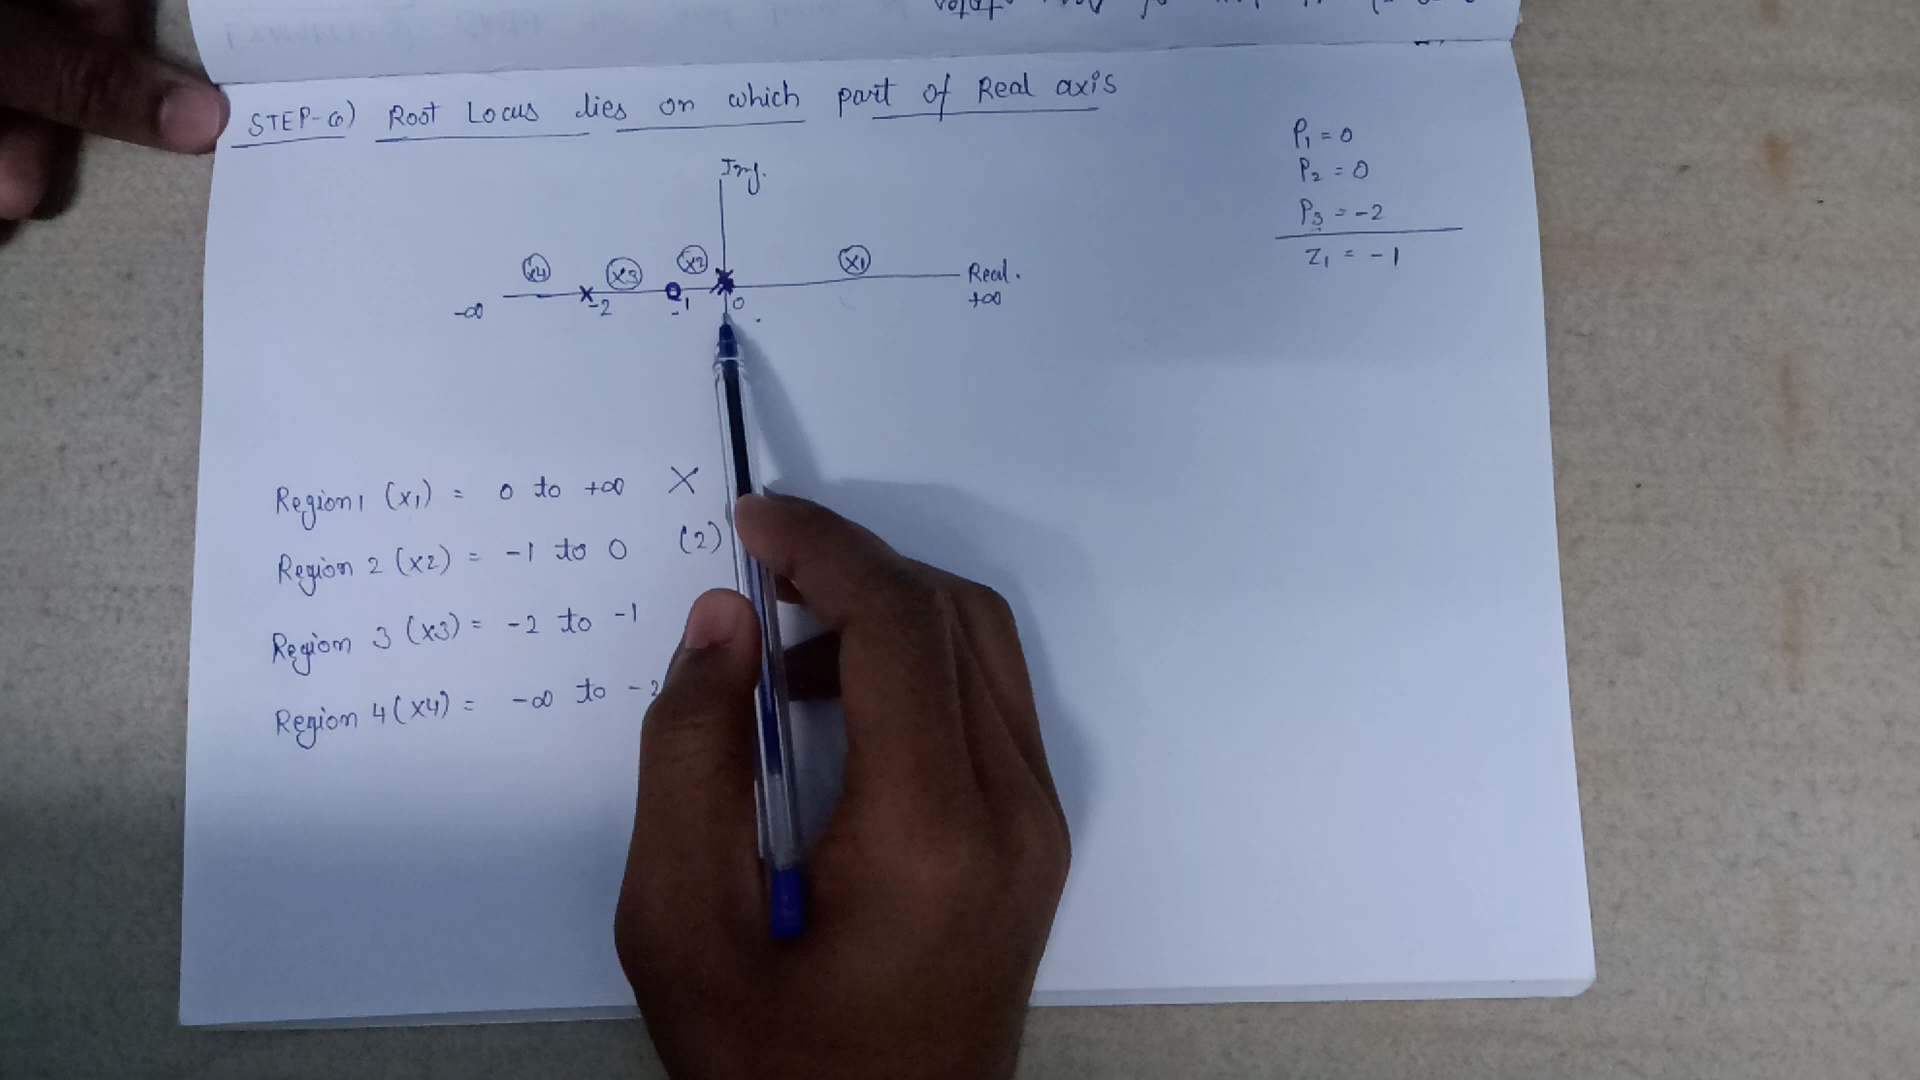 STEP-6) Root Locus lies on which part of Real axis
P1 = 0
P2 = 0
P3 = -2
Z1 = -1
Img.
x4 x3 x2 x1
Real.
-∞ -2 -1 0 +∞
Region1 (x1) = 0 to +∞ X
Region 2 (x2) = -1 to 0 (2)
Region 3 (x3) = -2 to -1
Region 4 (x4) = -∞ to -2